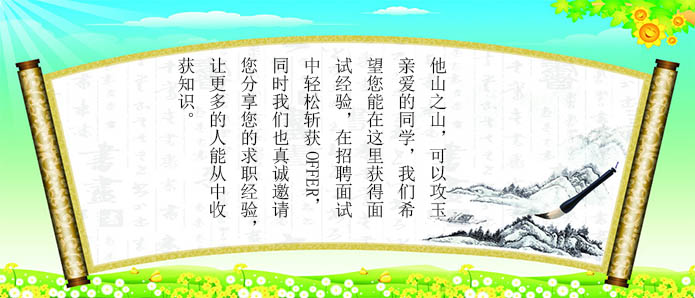 他山之山，可以攻玉
亲爱的同学，我们希
望您能在这里获得面
试经验，在招聘面试
中轻松斩获OFFER，
同时我们也真诚邀请
您分享您的求职经验，
让更多的人能从中收
获知识。